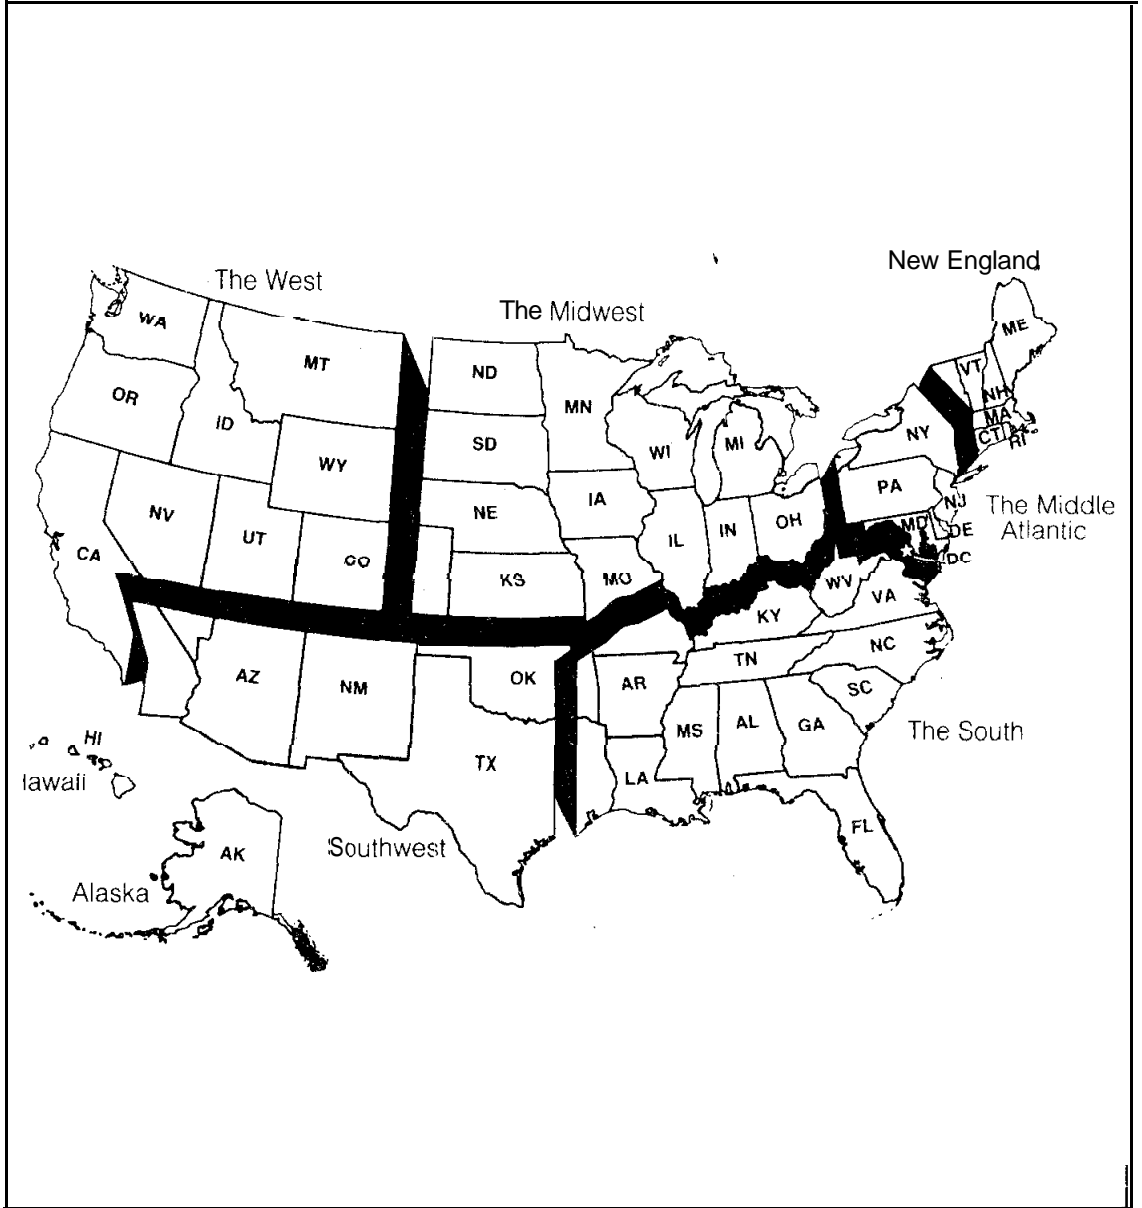 New England
The West
The Midwest
ME
WA
MT
VT
ND
OR
NH
MN
MA
ID
NY
CT
RI
SD
WI
MI
WY
PA
NJ
IA
The Middle
Atlantic
NV
NE
OH
MD
DE
UT
IL
IN
DC
CA
CO
KS
MO
WV
VA
KY
NC
TN
AZ
NM
OK
AR
SC
MS
AL
GA
The South
HI
TX
LA
awaii
FL
Southwest
AK
Alaska